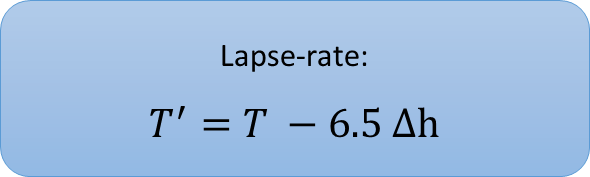 Lapse-rate:
T′ = T − 6.5 Δh